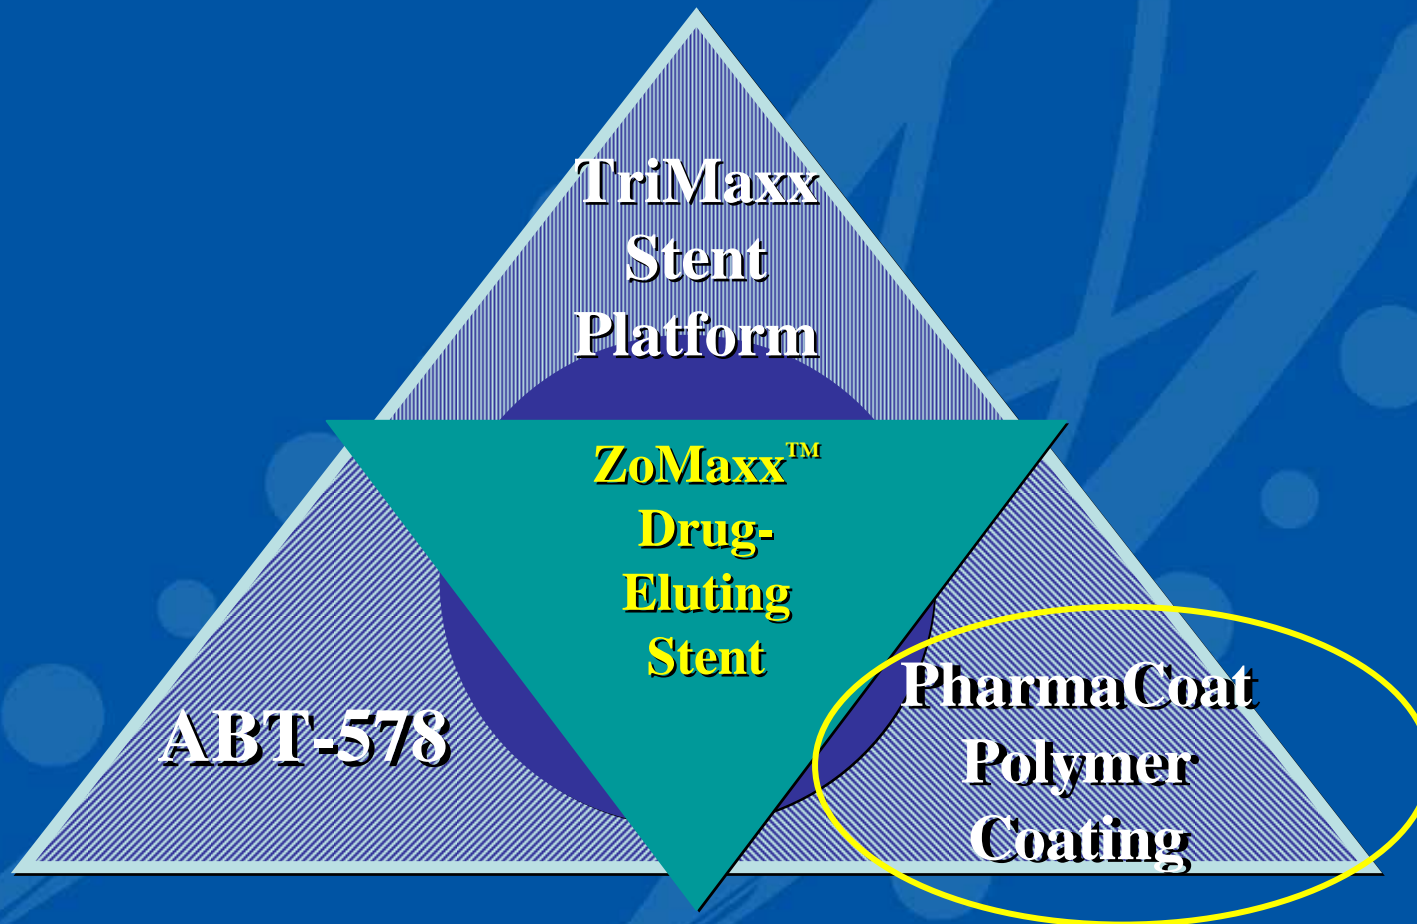 TriMaxx
Stent
Platform
ZoMaxx™
Drug-
Eluting
Stent
ABT-578
PharmaCoat
Polymer
Coating